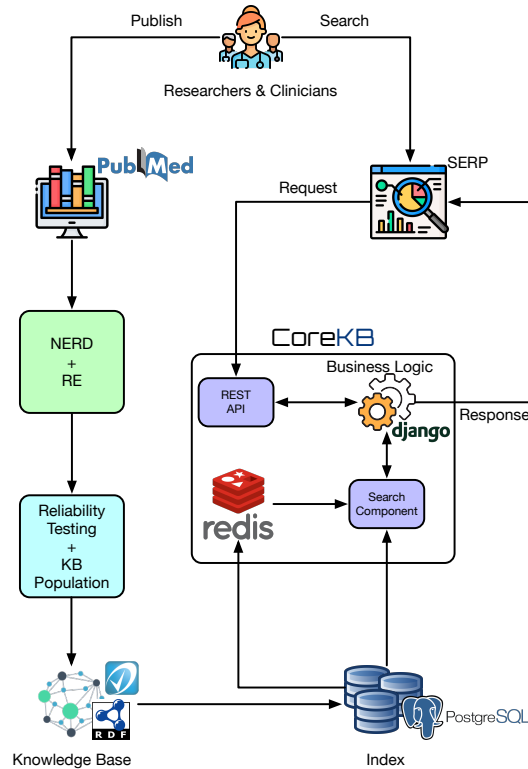 Publish
Search
Researchers & Clinicians
PubMed
SERP
Request
CoreKB
NERD
+
RE
Business Logic
REST
API
django
Response
Reliability
Testing
+
KB
Population
redis
Search
Component
RDF
PostgreSQL
Knowledge Base
Index